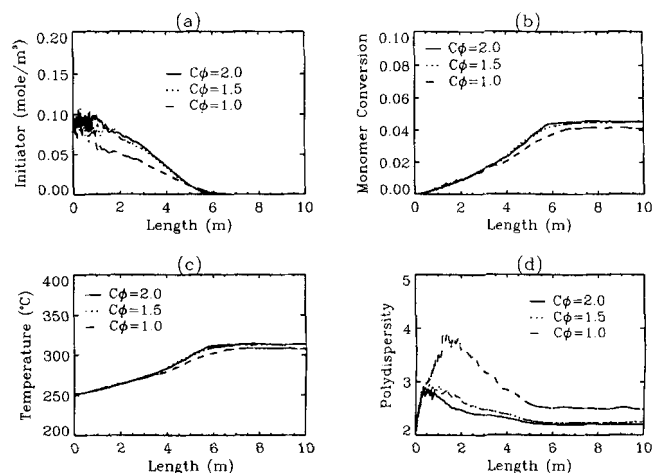 (a)
Initiator (mole/m³)
0.20
0.15
0.10
0.05
0.00
Cϕ=2.0
Cϕ=1.5
Cϕ=1.0
0 2 4 6 8 10
Length (m)
(b)
Monomer Conversion
0.10
0.08
0.06
0.04
0.02
0.00
Cϕ=2.0
Cϕ=1.5
Cϕ=1.0
0 2 4 6 8 10
Length (m)
(c)
Temperature (°C)
400
350
300
250
200
Cϕ=2.0
Cϕ=1.5
Cϕ=1.0
0 2 4 6 8 10
Length (m)
(d)
Polydispersity
5
4
3
2
Cϕ=2.0
Cϕ=1.5
Cϕ=1.0
0 2 4 6 8 10
Length (m)